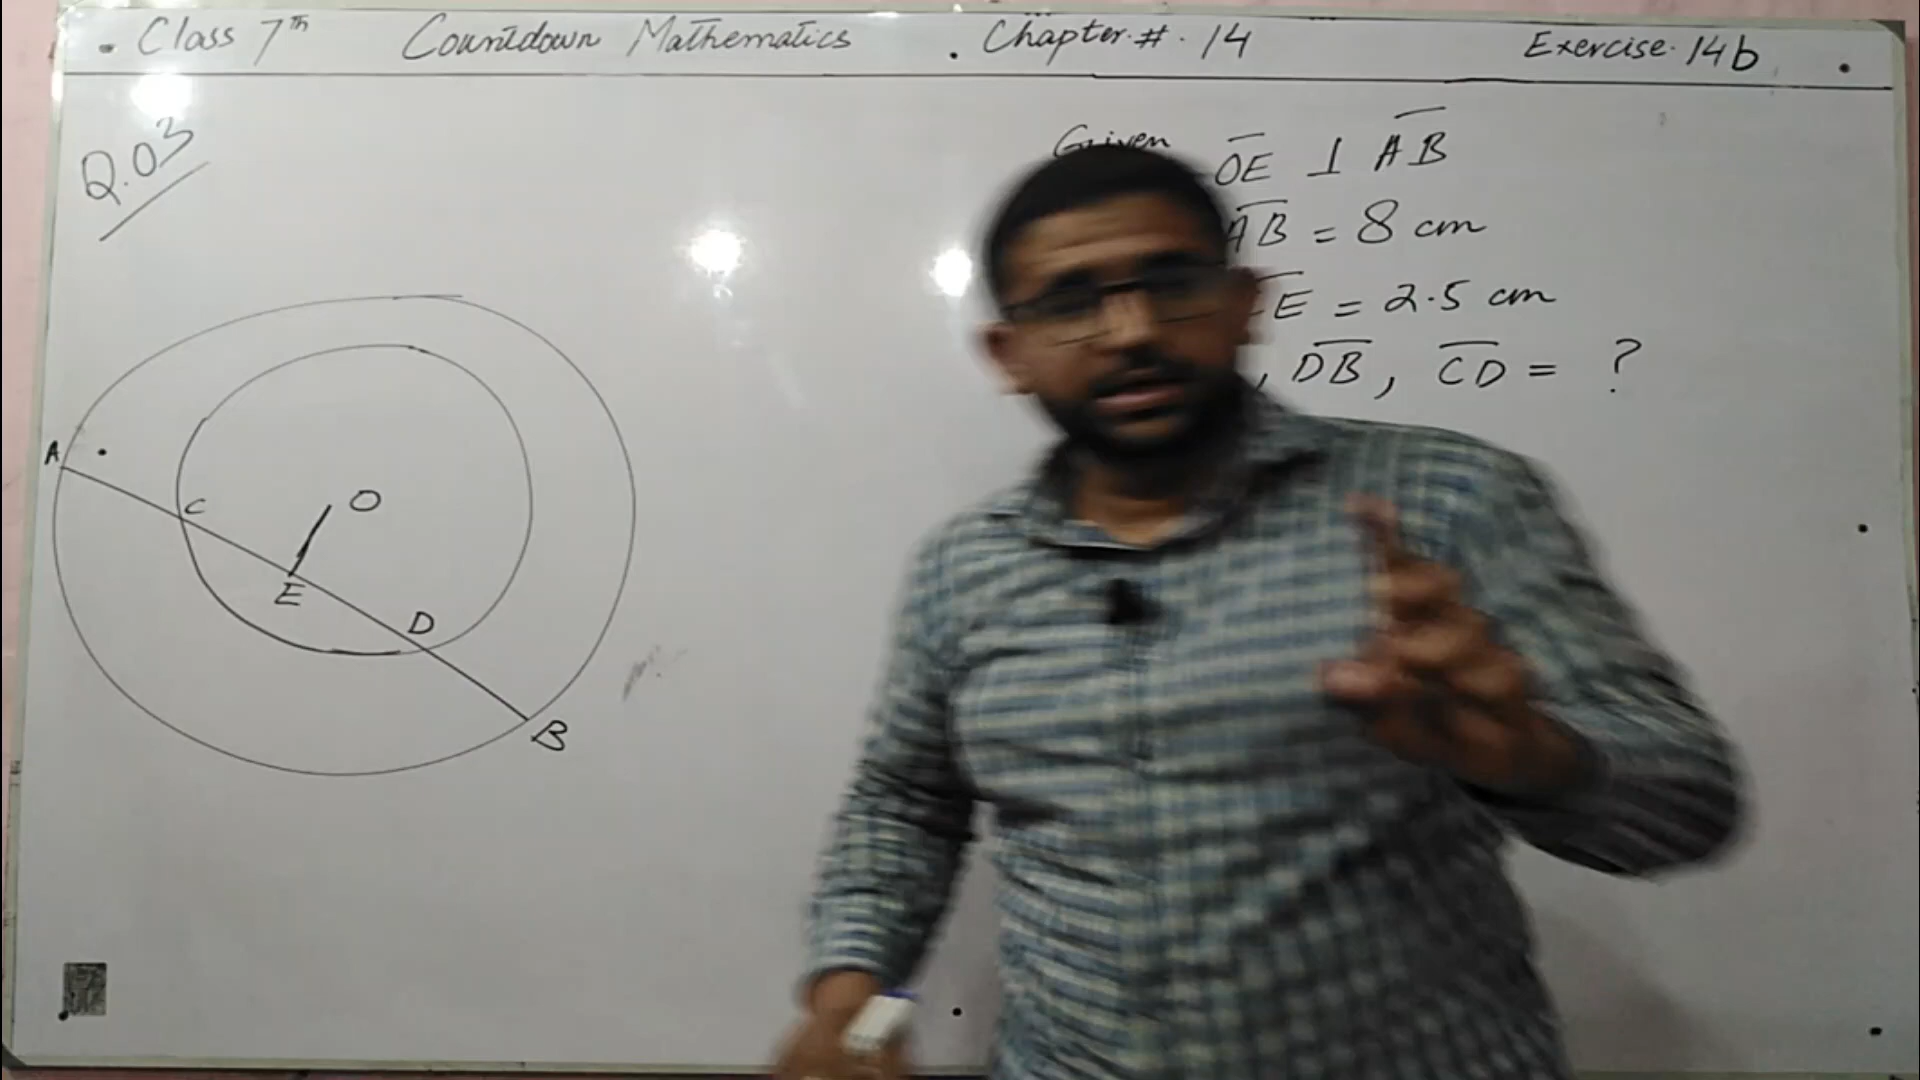 . Class 7th Countdown Mathematics . Chapter.#. 14 Exercise. 14b .
Q.03
Given OE ⊥ AB
AB = 8 cm
E = 2.5 cm
, DB, CD = ?
A
C
O
E
D
B